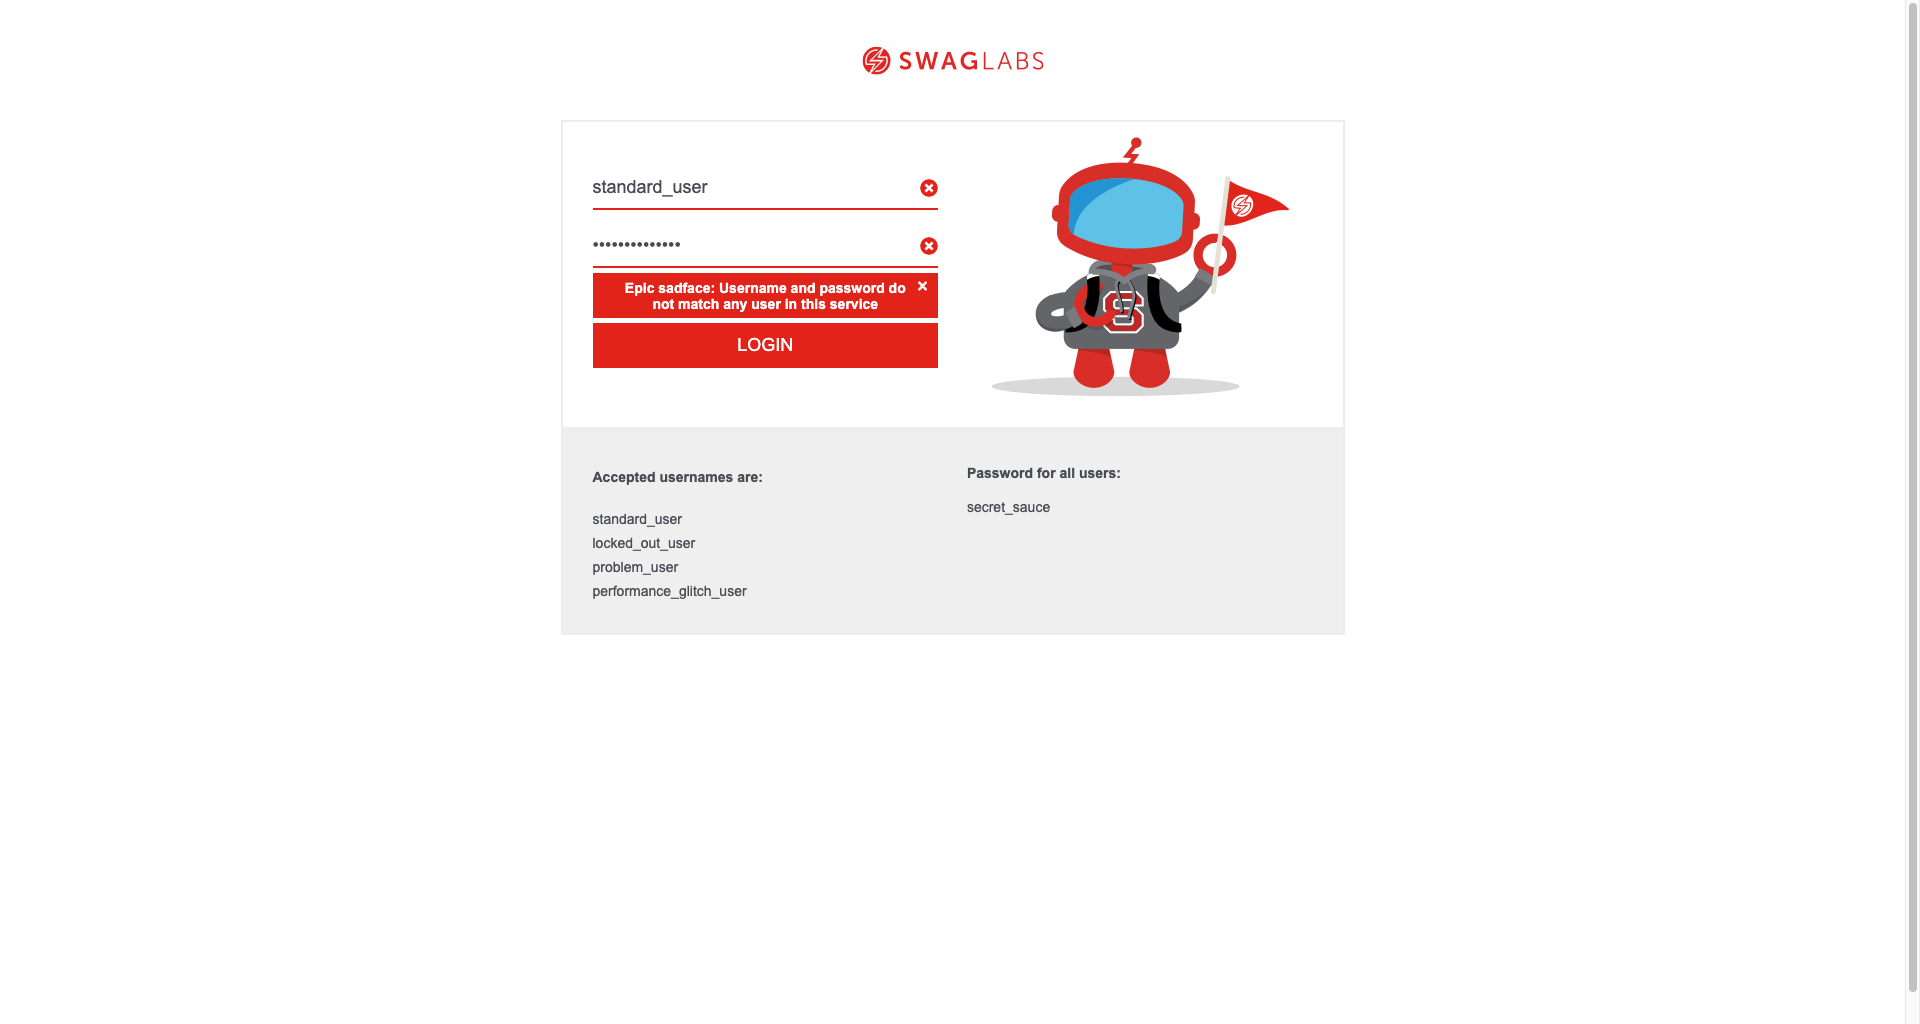 SWAGLABS
standard_user
••••••••••••••
Epic sadface: Username and password do
not match any user in this service
LOGIN
S
Accepted usernames are:
standard_user
locked_out_user
problem_user
performance_glitch_user
Password for all users:
secret_sauce